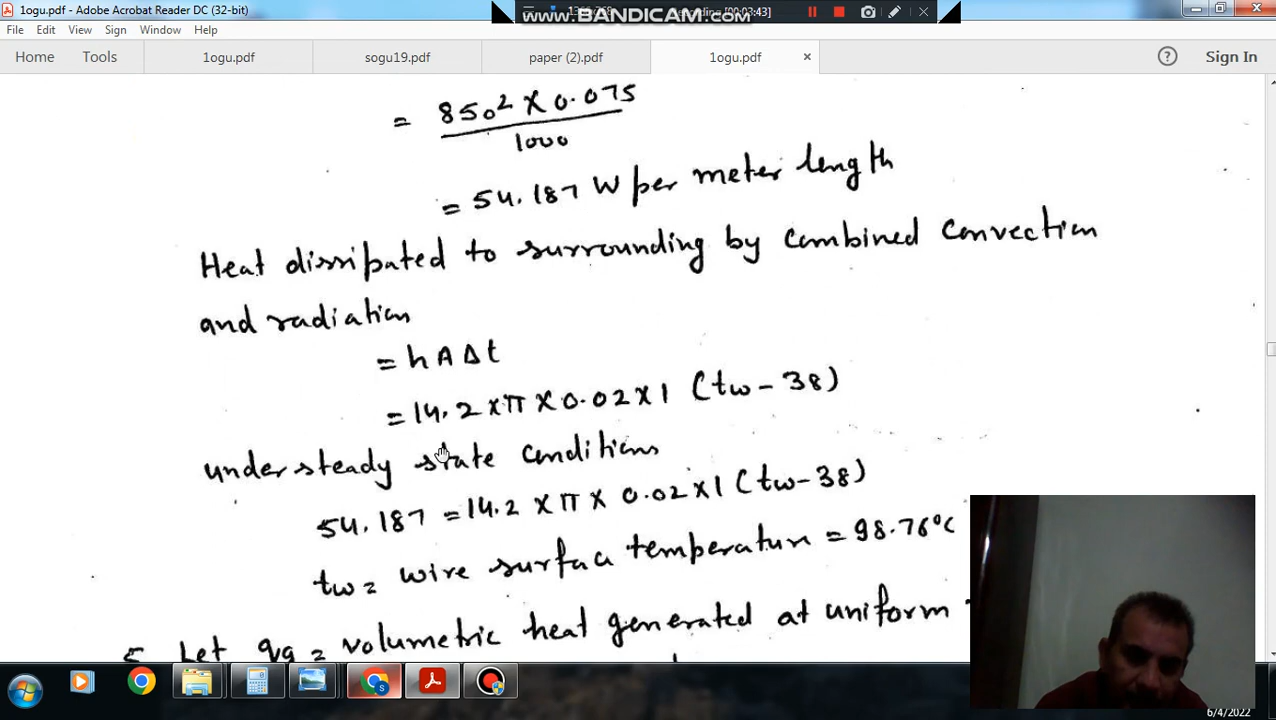 1ogu.pdf - Adobe Acrobat Reader DC (32-bit)
www.BANDICAM.com
File Edit View Sign Window Help
Home Tools 1ogu.pdf sogu19.pdf paper (2).pdf 1ogu.pdf × Sign In
= 850² × 0.075
1000
= 54.187 W per meter length
Heat dissipated to surrounding by combined convection
and radiation
= h A Δt
= 14.2 × π × 0.02 × 1 (tw - 38)
under steady state conditions
54.187 = 14.2 × π × 0.02 × 1 (tw - 38)
tw = wire surfac temperature = 98.76°C
Let qg = volumetric heat generated at uniform
6/4/2022